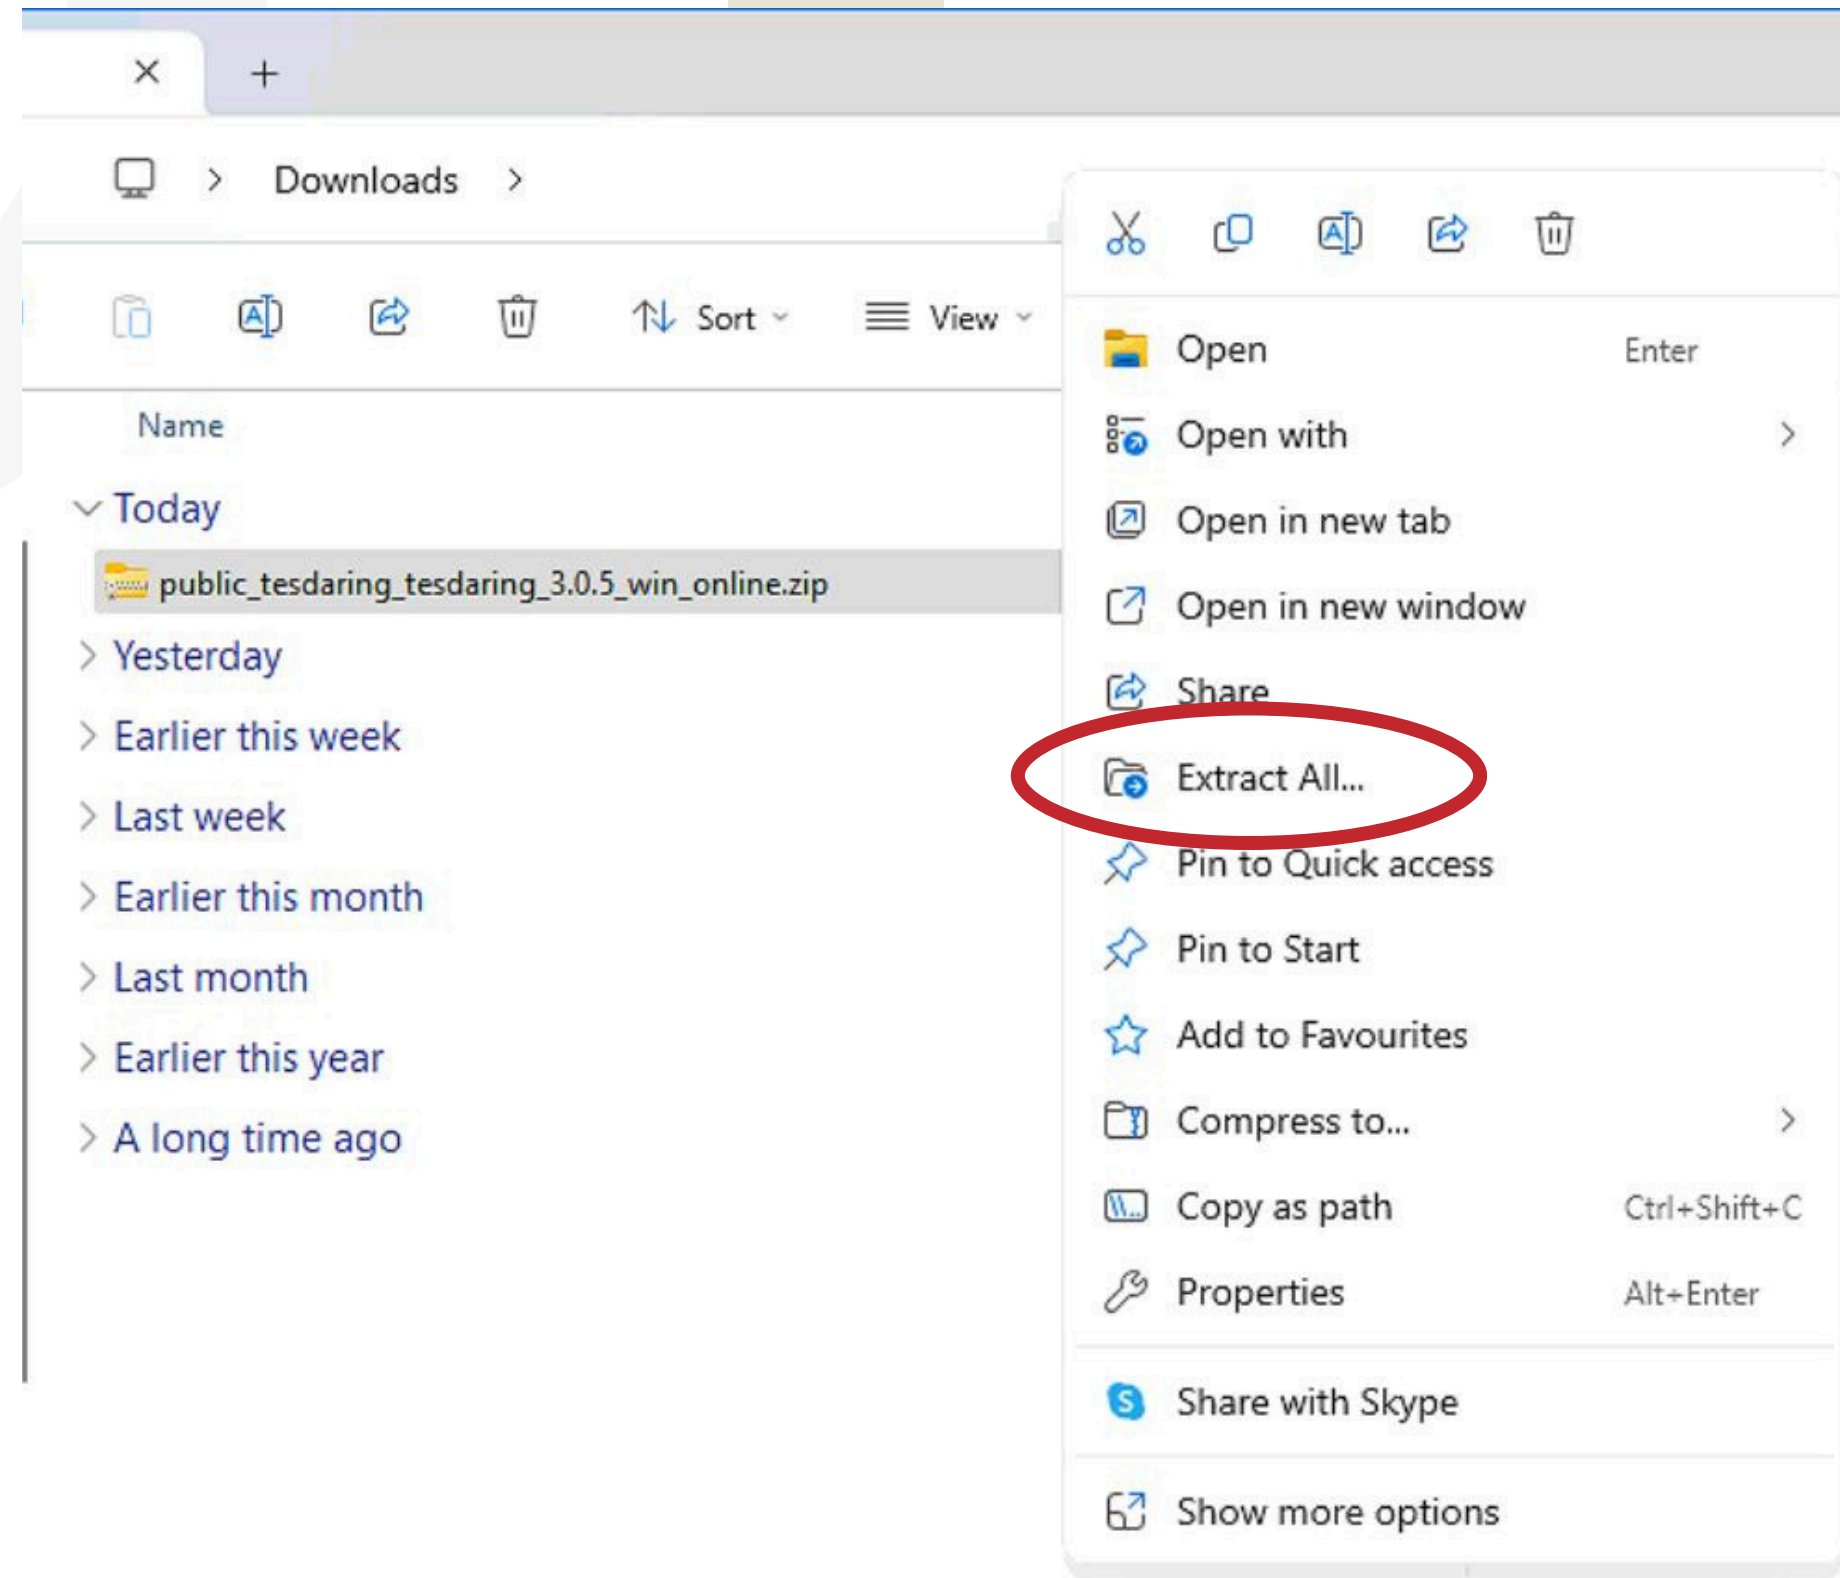 Downloads
Sort
View
Name
Today
public_tesdaring_tesdaring_3.0.5_win_online.zip
Yesterday
Earlier this week
Last week
Earlier this month
Last month
Earlier this year
A long time ago
Open Enter
Open with
Open in new tab
Open in new window
Share
Extract All...
Pin to Quick access
Pin to Start
Add to Favourites
Compress to...
Copy as path Ctrl+Shift+C
Properties Alt+Enter
Share with Skype
Show more options